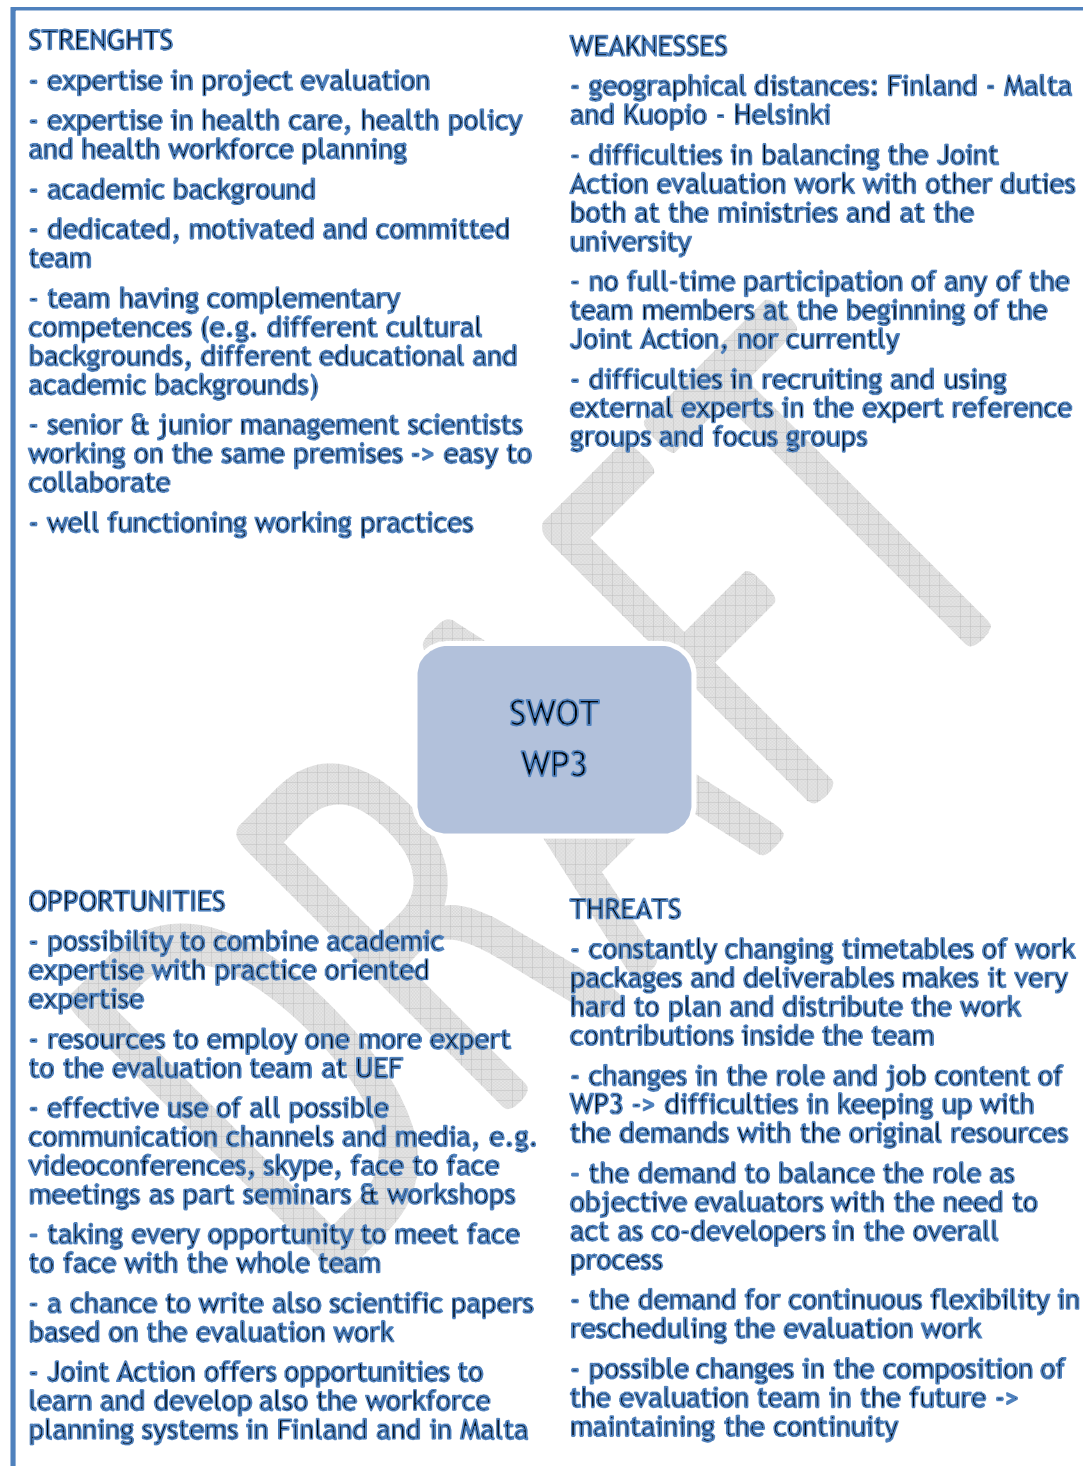 STRENGHTS
- expertise in project evaluation
- expertise in health care, health policy
and health workforce planning
- academic background
- dedicated, motivated and committed
team
- team having complementary
competences (e.g. different cultural
backgrounds, different educational and
academic backgrounds)
- senior & junior management scientists
working on the same premises -> easy to
collaborate
- well functioning working practices
WEAKNESSES
- geographical distances: Finland - Malta
and Kuopio - Helsinki
- difficulties in balancing the Joint
Action evaluation work with other duties
both at the ministries and at the
university
- no full-time participation of any of the
team members at the beginning of the
Joint Action, nor currently
- difficulties in recruiting and using
external experts in the expert reference
groups and focus groups
SWOT
WP3
OPPORTUNITIES
- possibility to combine academic
expertise with practice oriented
expertise
- resources to employ one more expert
to the evaluation team at UEF
- effective use of all possible
communication channels and media, e.g.
videoconferences, skype, face to face
meetings as part seminars & workshops
- taking every opportunity to meet face
to face with the whole team
- a chance to write also scientific papers
based on the evaluation work
- Joint Action offers opportunities to
learn and develop also the workforce
planning systems in Finland and in Malta
THREATS
- constantly changing timetables of work
packages and deliverables makes it very
hard to plan and distribute the work
contributions inside the team
- changes in the role and job content of
WP3 -> difficulties in keeping up with
the demands with the original resources
- the demand to balance the role as
objective evaluators with the need to
act as co-developers in the overall
process
- the demand for continuous flexibility in
rescheduling the evaluation work
- possible changes in the composition of
the evaluation team in the future ->
maintaining the continuity
DRAFT